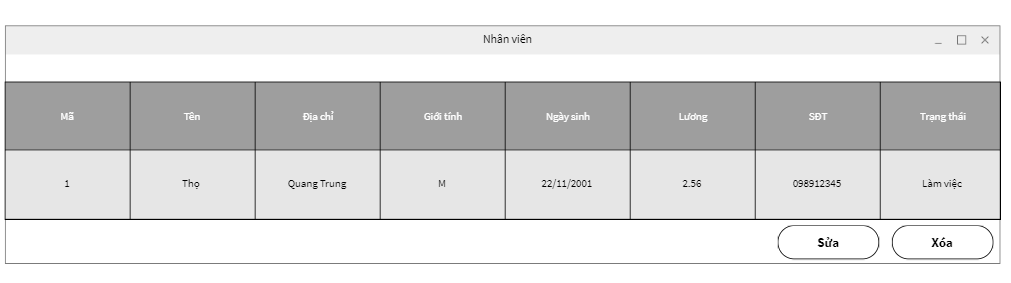 Nhân viên
Mã Tên Địa chỉ Giới tính Ngày sinh Lương SĐT Trạng thái
1 Thọ Quang Trung M 22/11/2001 2.56 098912345 Làm việc
Sửa Xóa